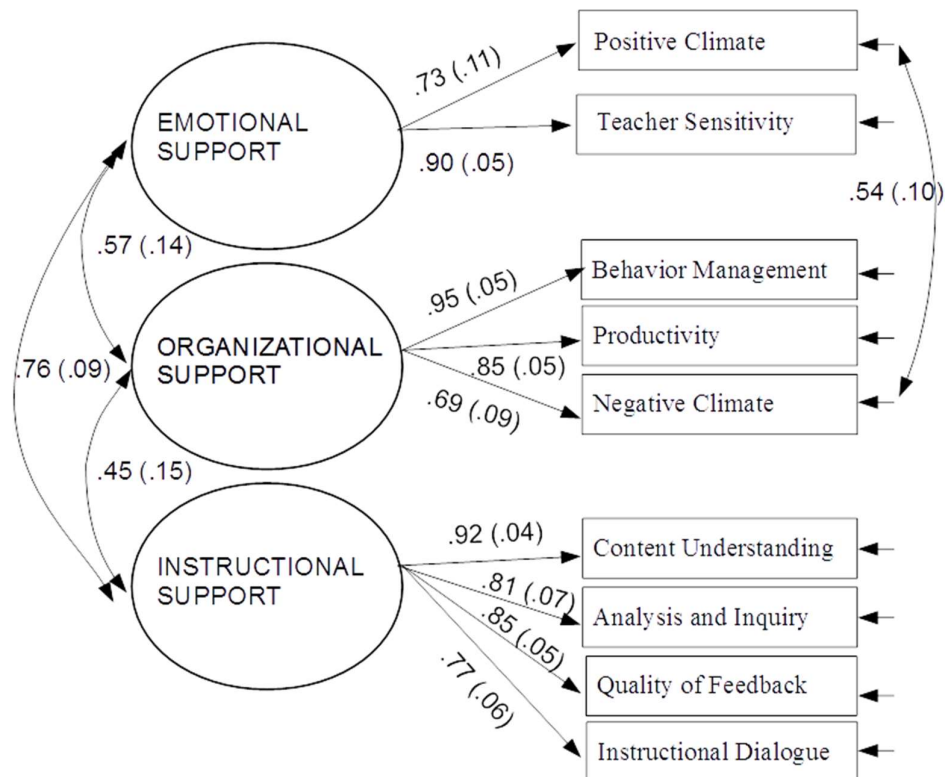 EMOTIONAL
SUPPORT
.73 (.11)
Positive Climate
.90 (.05)
Teacher Sensitivity
.54 (.10)
.57 (.14)
ORGANIZATIONAL
SUPPORT
.95 (.05)
Behavior Management
.85 (.05)
Productivity
.69 (.09)
Negative Climate
.76 (.09)
.45 (.15)
INSTRUCTIONAL
SUPPORT
.92 (.04)
Content Understanding
.81 (.07)
Analysis and Inquiry
.85 (.05)
Quality of Feedback
.77 (.06)
Instructional Dialogue